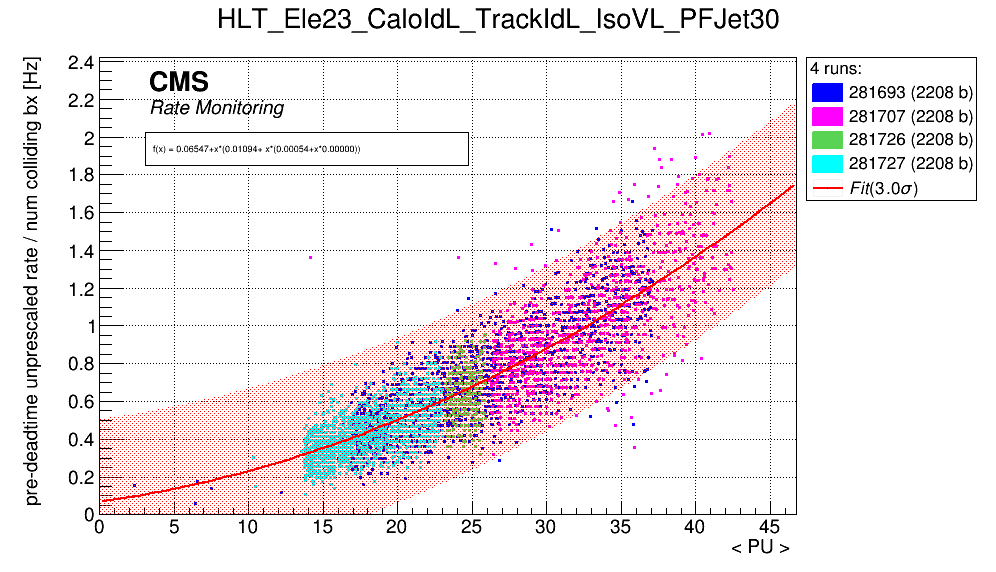 HLT_Ele23_CaloIdL_TrackIdL_IsoVL_PFJet30
pre-deadtime unprescaled rate / num colliding bx [Hz]
CMS
Rate Monitoring
f(x) = 0.06547+x*(0.01094+ x*(0.00054+x*0.00000))
4 runs:
281693 (2208 b)
281707 (2208 b)
281726 (2208 b)
281727 (2208 b)
Fit(3.0σ)
2.4
2.2
2
1.8
1.6
1.4
1.2
1
0.8
0.6
0.4
0.2
0
0 5 10 15 20 25 30 35 40 45
< PU >